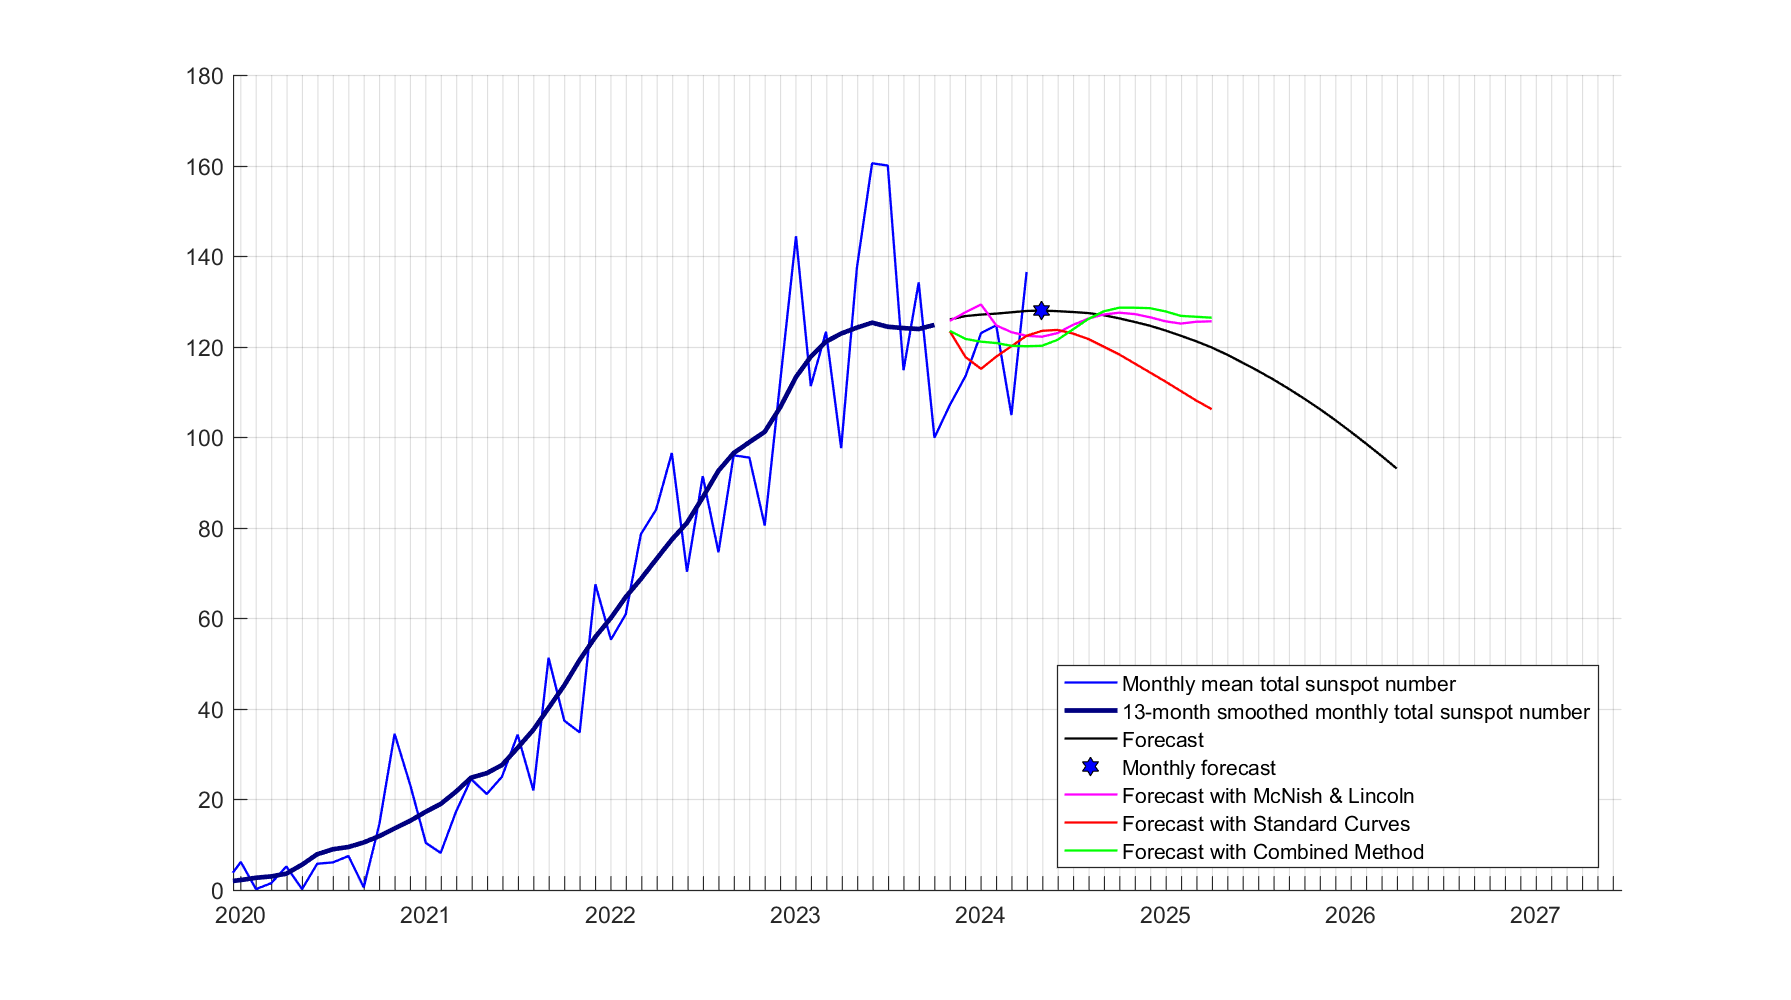 180
160
140
120
100
80
60
40
20
0
2020 2021 2022 2023 2024 2025 2026 2027
Monthly mean total sunspot number
13-month smoothed monthly total sunspot number
Forecast
Monthly forecast
Forecast with McNish & Lincoln
Forecast with Standard Curves
Forecast with Combined Method